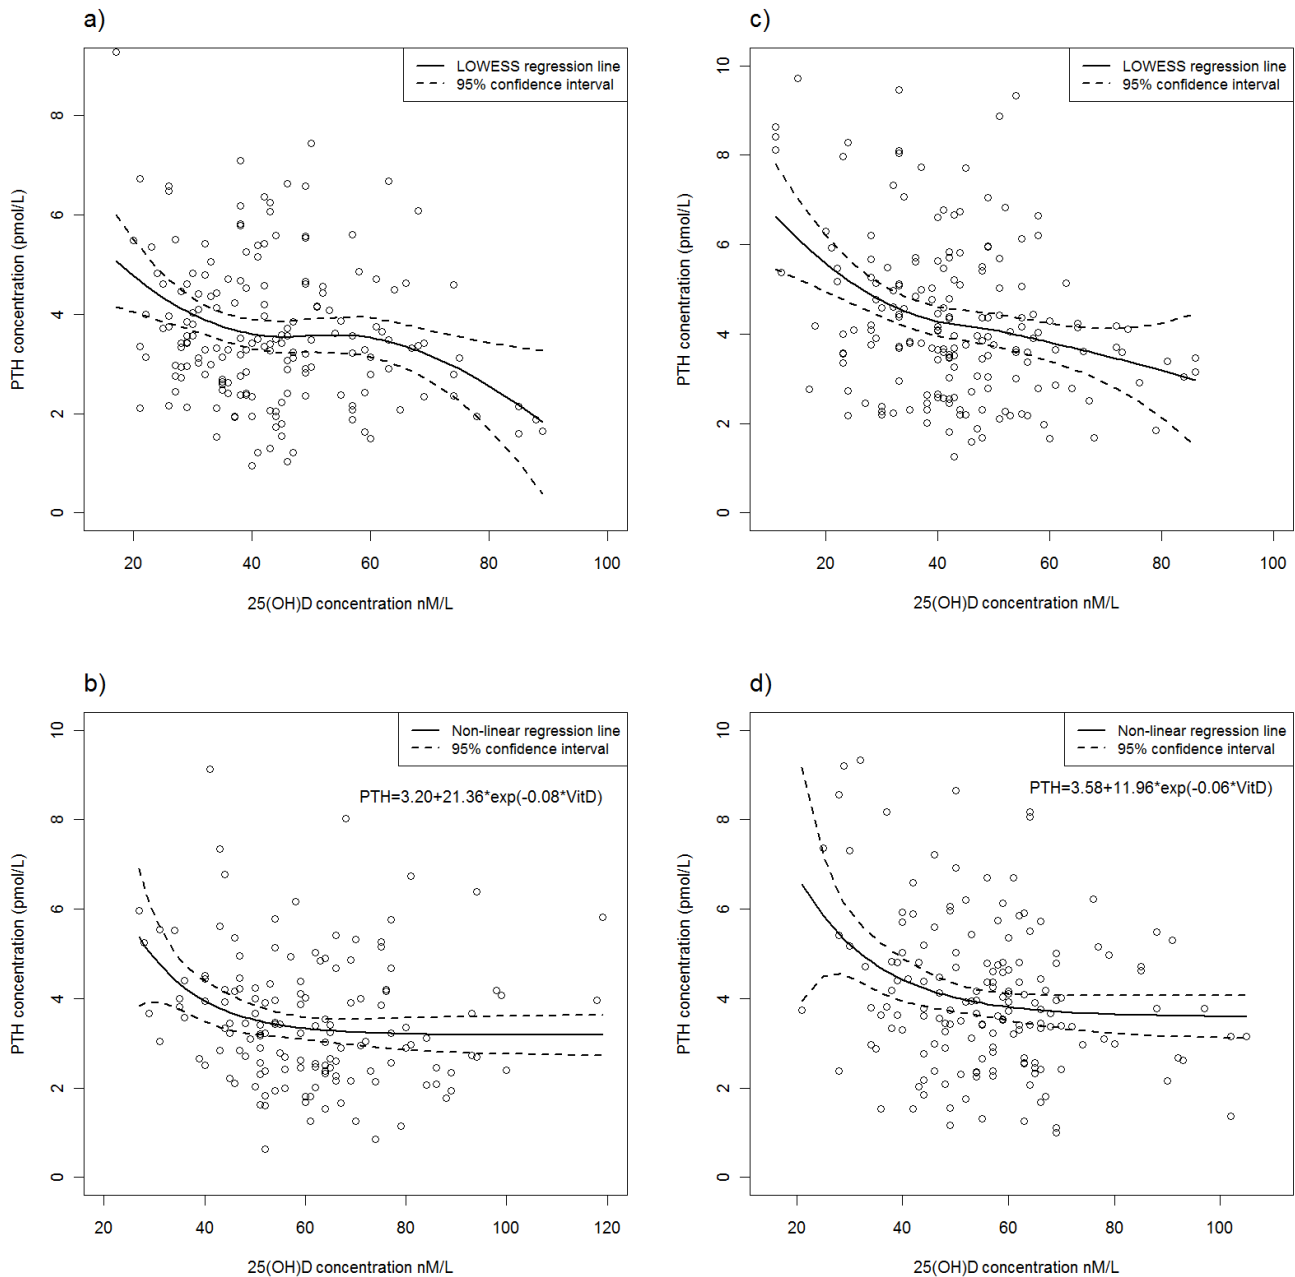 a)
LOWESS regression line
95% confidence interval
8
6
4
2
0
PTH concentration (pmol/L)
20 40 60 80 100
25(OH)D concentration nM/L
c)
LOWESS regression line
95% confidence interval
10
8
6
4
2
0
PTH concentration (pmol/L)
20 40 60 80 100
25(OH)D concentration nM/L
b)
Non-linear regression line
95% confidence interval
PTH=3.20+21.36*exp(-0.08*VitD)
10
8
6
4
2
0
PTH concentration (pmol/L)
20 40 60 80 100 120
25(OH)D concentration nM/L
d)
Non-linear regression line
95% confidence interval
PTH=3.58+11.96*exp(-0.06*VitD)
10
8
6
4
2
0
PTH concentration (pmol/L)
20 40 60 80 100
25(OH)D concentration nM/L